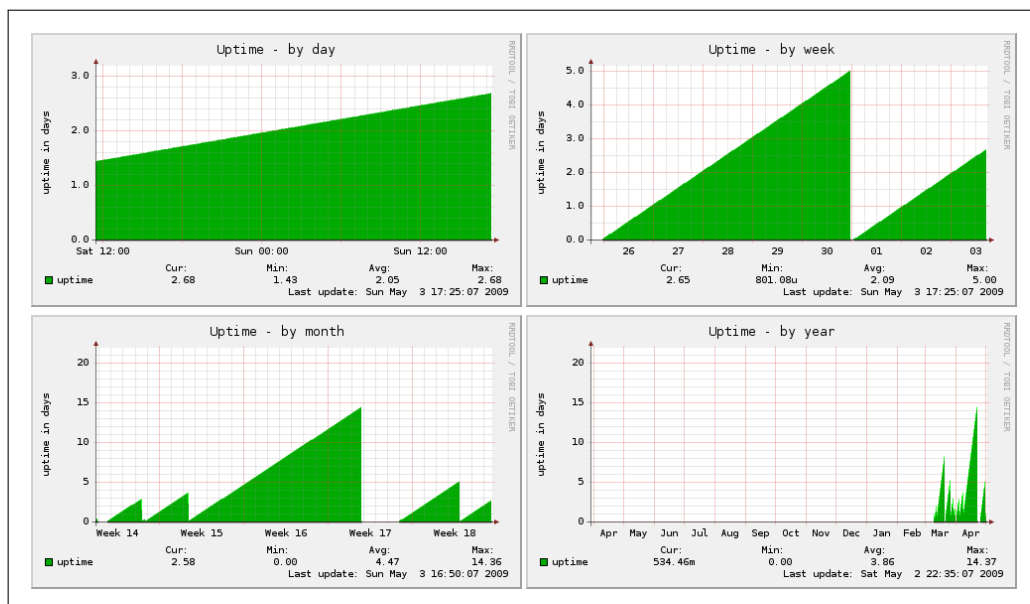 Uptime - by day
RRDTOOL / TOBI OETIKER
uptime in days
3.0
2.0
1.0
0.0
Sat 12:00 Sun 00:00 Sun 12:00
Cur: Min: Avg: Max:
uptime 2.68 1.43 2.05 2.68
Last update: Sun May 3 17:25:07 2009
Uptime - by week
RRDTOOL / TOBI OETIKER
uptime in days
5.0
4.0
3.0
2.0
1.0
0.0
26 27 28 29 30 01 02 03
Cur: Min: Avg: Max:
uptime 2.65 801.08u 2.09 5.00
Last update: Sun May 3 17:25:07 2009
Uptime - by month
RRDTOOL / TOBI OETIKER
uptime in days
20
15
10
5
0
Week 14 Week 15 Week 16 Week 17 Week 18
Cur: Min: Avg: Max:
uptime 2.58 0.00 4.47 14.36
Last update: Sun May 3 16:50:07 2009
Uptime - by year
RRDTOOL / TOBI OETIKER
uptime in days
20
15
10
5
0
Apr May Jun Jul Aug Sep Oct Nov Dec Jan Feb Mar Apr
Cur: Min: Avg: Max:
uptime 534.46m 0.00 3.86 14.37
Last update: Sat May 2 22:35:07 2009